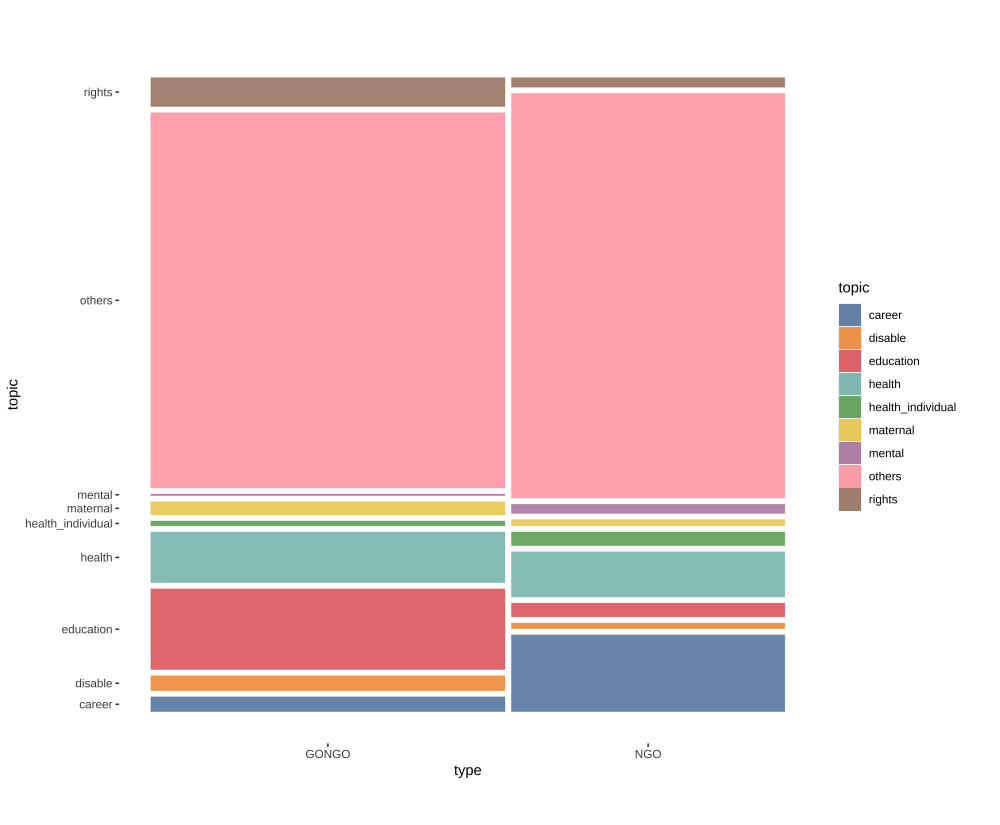 rights
others
mental
maternal
health_individual
health
education
disable
career
topic
GONGO
NGO
type
topic
career
disable
education
health
health_individual
maternal
mental
others
rights